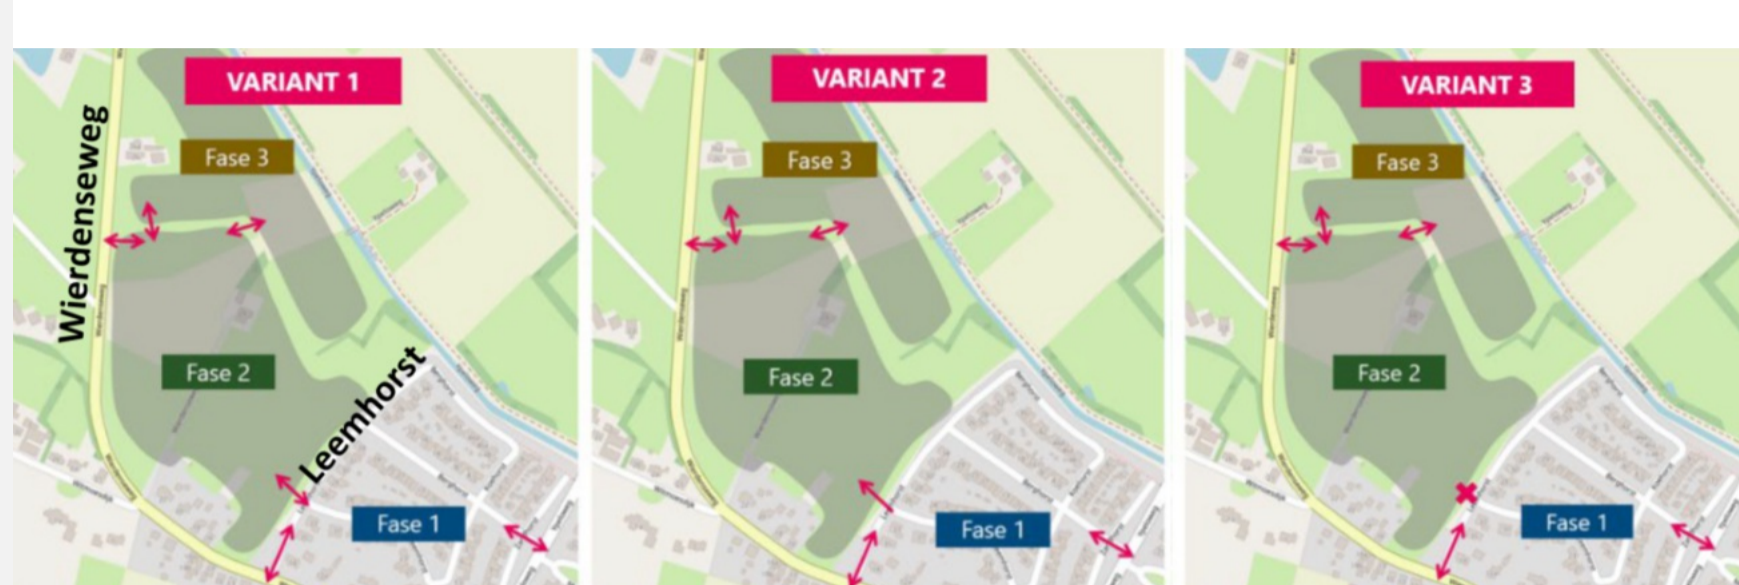 VARIANT 1
Wierdenseweg
Fase 3
Fase 2
Leemhorst
Fase 1
VARIANT 2
Fase 3
Fase 2
Fase 1
VARIANT 3
Fase 3
Fase 2
Fase 1